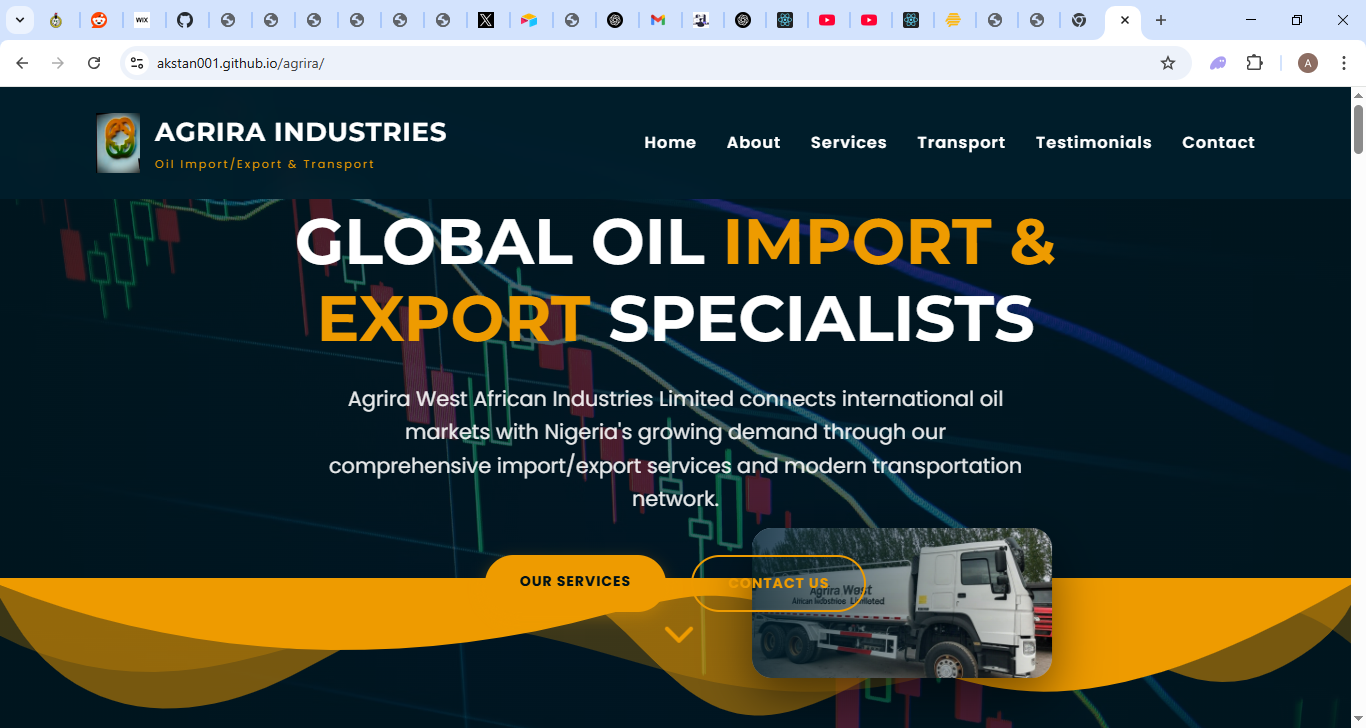 WIX
akstan001.github.io/agrira/
A
AGRIRA INDUSTRIES
Oil Import/Export & Transport
Home About Services Transport Testimonials Contact
GLOBAL OIL IMPORT &
EXPORT SPECIALISTS
Agrira West African Industries Limited connects international oil
markets with Nigeria's growing demand through our
comprehensive import/export services and modern transportation
network.
OUR SERVICES
CONTACT US
Agrira West
African Indostries Limlioted